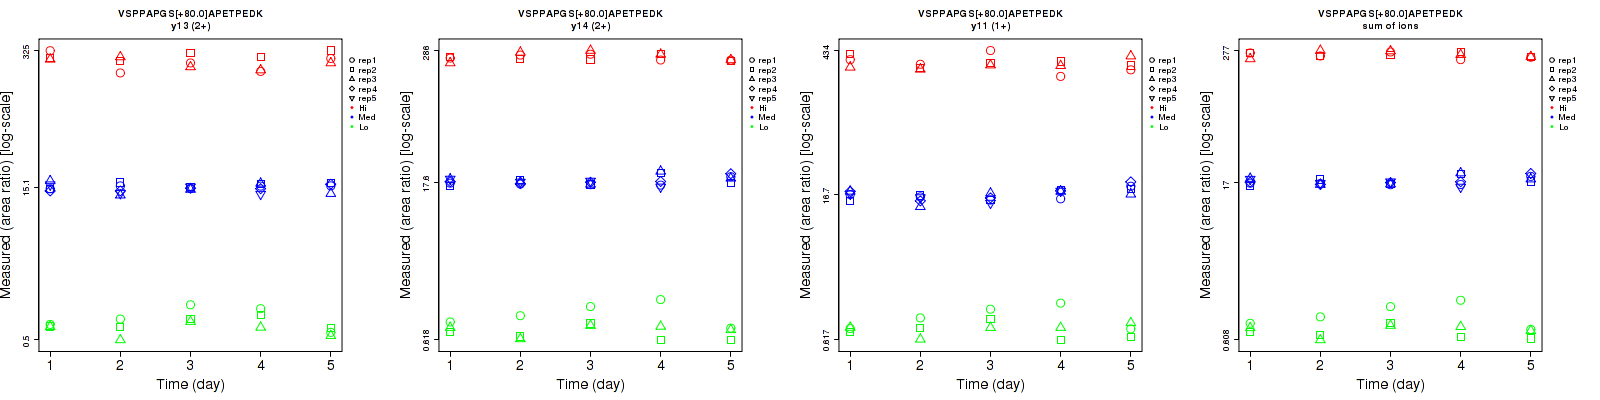 VSPPAPGS[+80.0]APETPEDK
y13 (2+)
Measured (area ratio) [log-scale]
325
15.1
0.5
1 2 3 4 5
Time (day)
rep1
rep2
rep3
rep4
rep5
Hi
Med
Lo
VSPPAPGS[+80.0]APETPEDK
y14 (2+)
Measured (area ratio) [log-scale]
286
17.6
0.618
1 2 3 4 5
Time (day)
rep1
rep2
rep3
rep4
rep5
Hi
Med
Lo
VSPPAPGS[+80.0]APETPEDK
y11 (1+)
Measured (area ratio) [log-scale]
434
16.7
0.617
1 2 3 4 5
Time (day)
rep1
rep2
rep3
rep4
rep5
Hi
Med
Lo
VSPPAPGS[+80.0]APETPEDK
sum of ions
Measured (area ratio) [log-scale]
277
17
0.608
1 2 3 4 5
Time (day)
rep1
rep2
rep3
rep4
rep5
Hi
Med
Lo